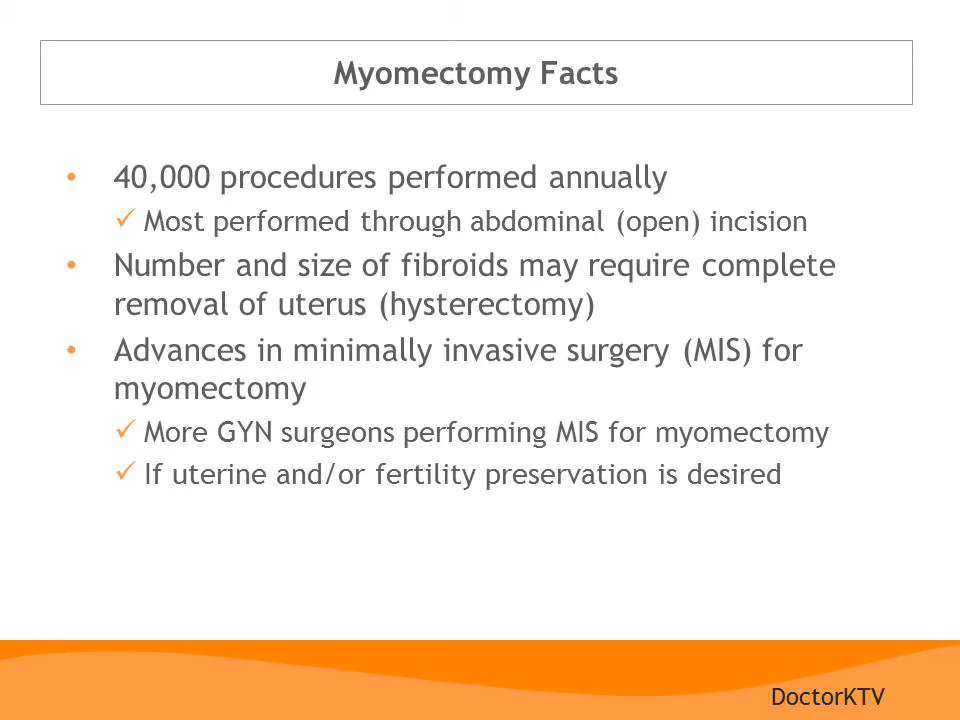 Myomectomy Facts
• 40,000 procedures performed annually
✓ Most performed through abdominal (open) incision
• Number and size of fibroids may require complete
removal of uterus (hysterectomy)
• Advances in minimally invasive surgery (MIS) for
myomectomy
✓ More GYN surgeons performing MIS for myomectomy
✓ If uterine and/or fertility preservation is desired
DoctorKTV